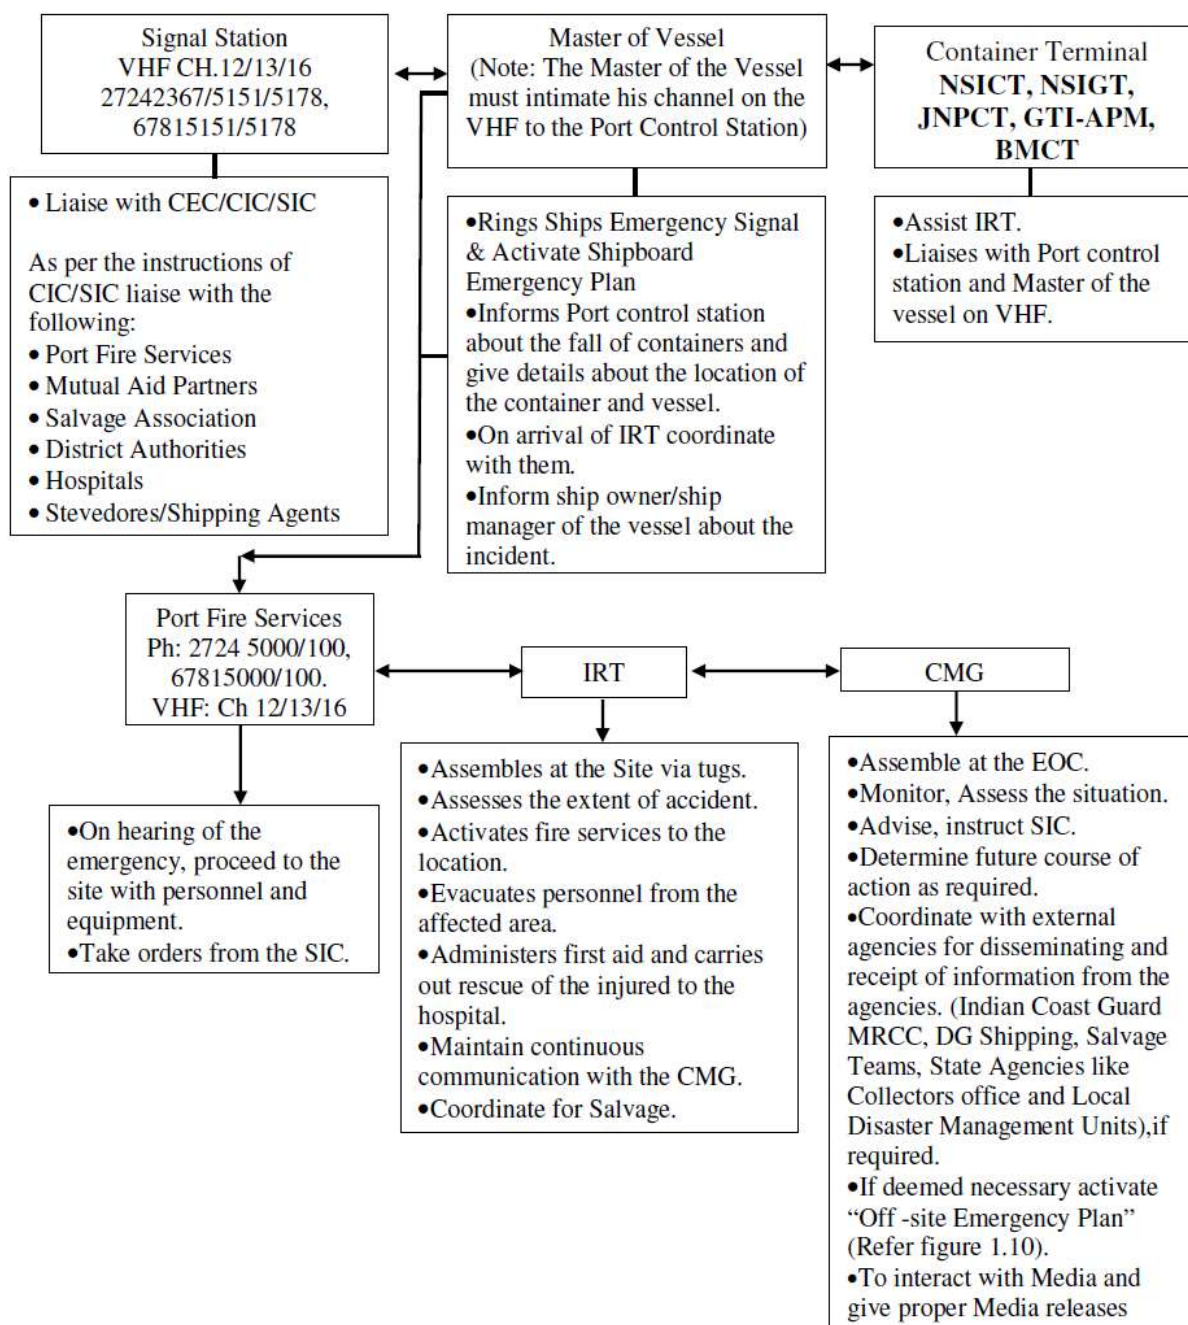 Signal Station
VHF CH.12/13/16
27242367/5151/5178,
67815151/5178
Master of Vessel
(Note: The Master of the Vessel
must intimate his channel on the
VHF to the Port Control Station)
Container Terminal
NSICT, NSIGT,
JNPCT, GTI-APM,
BMCT
• Liaise with CEC/CIC/SIC
As per the instructions of
CIC/SIC liaise with the
following:
• Port Fire Services
• Mutual Aid Partners
• Salvage Association
• District Authorities
• Hospitals
• Stevedores/Shipping Agents
•Rings Ships Emergency Signal
& Activate Shipboard
Emergency Plan
•Informs Port control station
about the fall of containers and
give details about the location of
the container and vessel.
•On arrival of IRT coordinate
with them.
•Inform ship owner/ship
manager of the vessel about the
incident.
•Assist IRT.
•Liaises with Port control
station and Master of the
vessel on VHF.
Port Fire Services
Ph: 2724 5000/100,
67815000/100.
VHF: Ch 12/13/16
IRT
CMG
•On hearing of the
emergency, proceed to the
site with personnel and
equipment.
•Take orders from the SIC.
•Assembles at the Site via tugs.
•Assesses the extent of accident.
•Activates fire services to the
location.
•Evacuates personnel from the
affected area.
•Administers first aid and carries
out rescue of the injured to the
hospital.
•Maintain continuous
communication with the CMG.
•Coordinate for Salvage.
•Assemble at the EOC.
•Monitor, Assess the situation.
•Advise, instruct SIC.
•Determine future course of
action as required.
•Coordinate with external
agencies for disseminating and
receipt of information from the
agencies. (Indian Coast Guard
MRCC, DG Shipping, Salvage
Teams, State Agencies like
Collectors office and Local
Disaster Management Units),if
required.
•If deemed necessary activate
“Off -site Emergency Plan”
(Refer figure 1.10).
•To interact with Media and
give proper Media releases